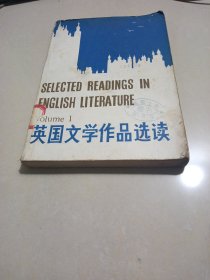 SELECTED READINGS IN
ENGLISH LITERATURE
Volume 1
英国文学作品选读